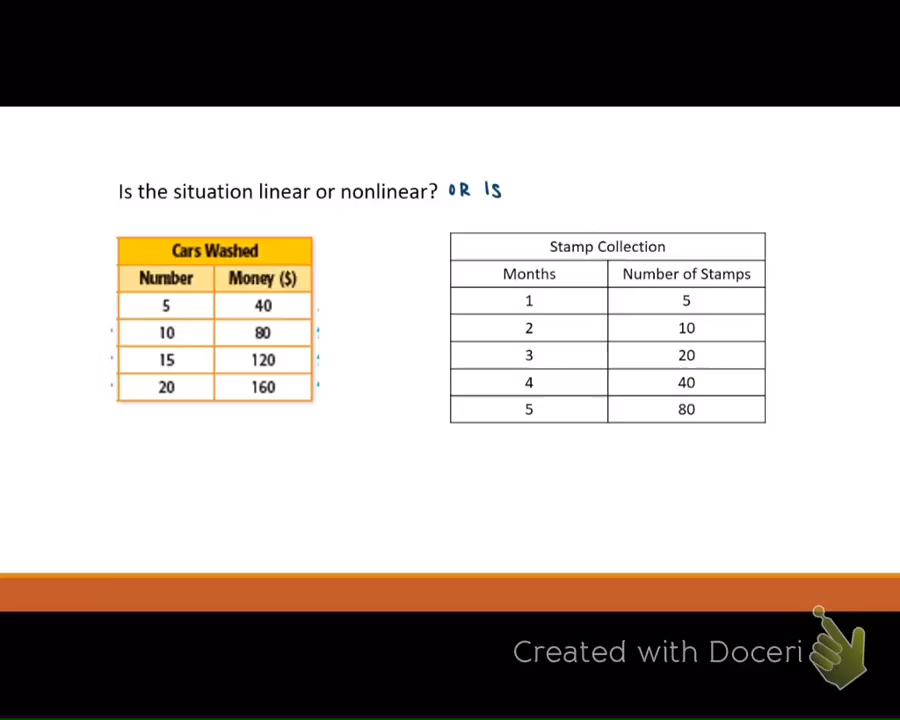 Is the situation linear or nonlinear? OR IS
Cars Washed
Number Money ($)
5 40
10 80
15 120
20 160
Stamp Collection
Months Number of Stamps
1 5
2 10
3 20
4 40
5 80
Created with Doceri